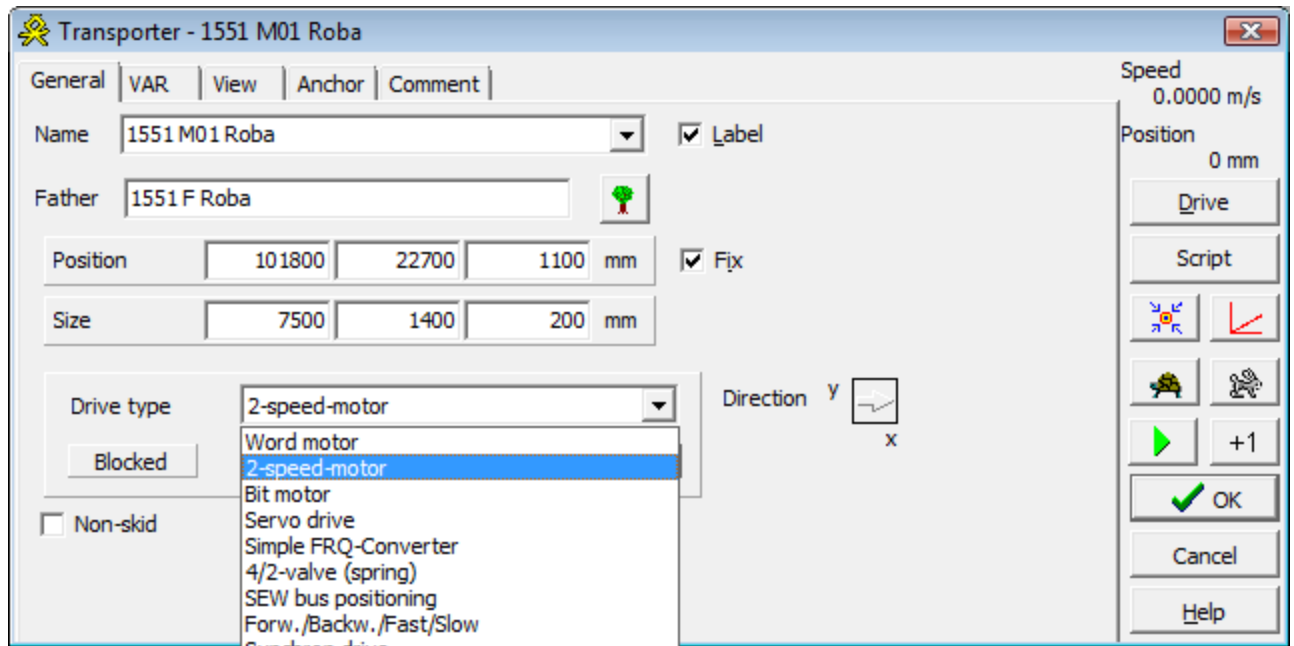 Transporter - 1551 M01 Roba
General VAR View Anchor Comment
Name 1551 M01 Roba Label
Father 1551 F Roba
Position 101800 22700 1100 mm Fix
Size 7500 1400 200 mm
Drive type 2-speed-motor
Direction y
x
Blocked
Word motor
2-speed-motor
Bit motor
Servo drive
Simple FRQ-Converter
4/2-valve (spring)
SEW bus positioning
Forw./Backw./Fast/Slow
Non-skid
Speed
0.0000 m/s
Position
0 mm
Drive
Script
+1
OK
Cancel
Help